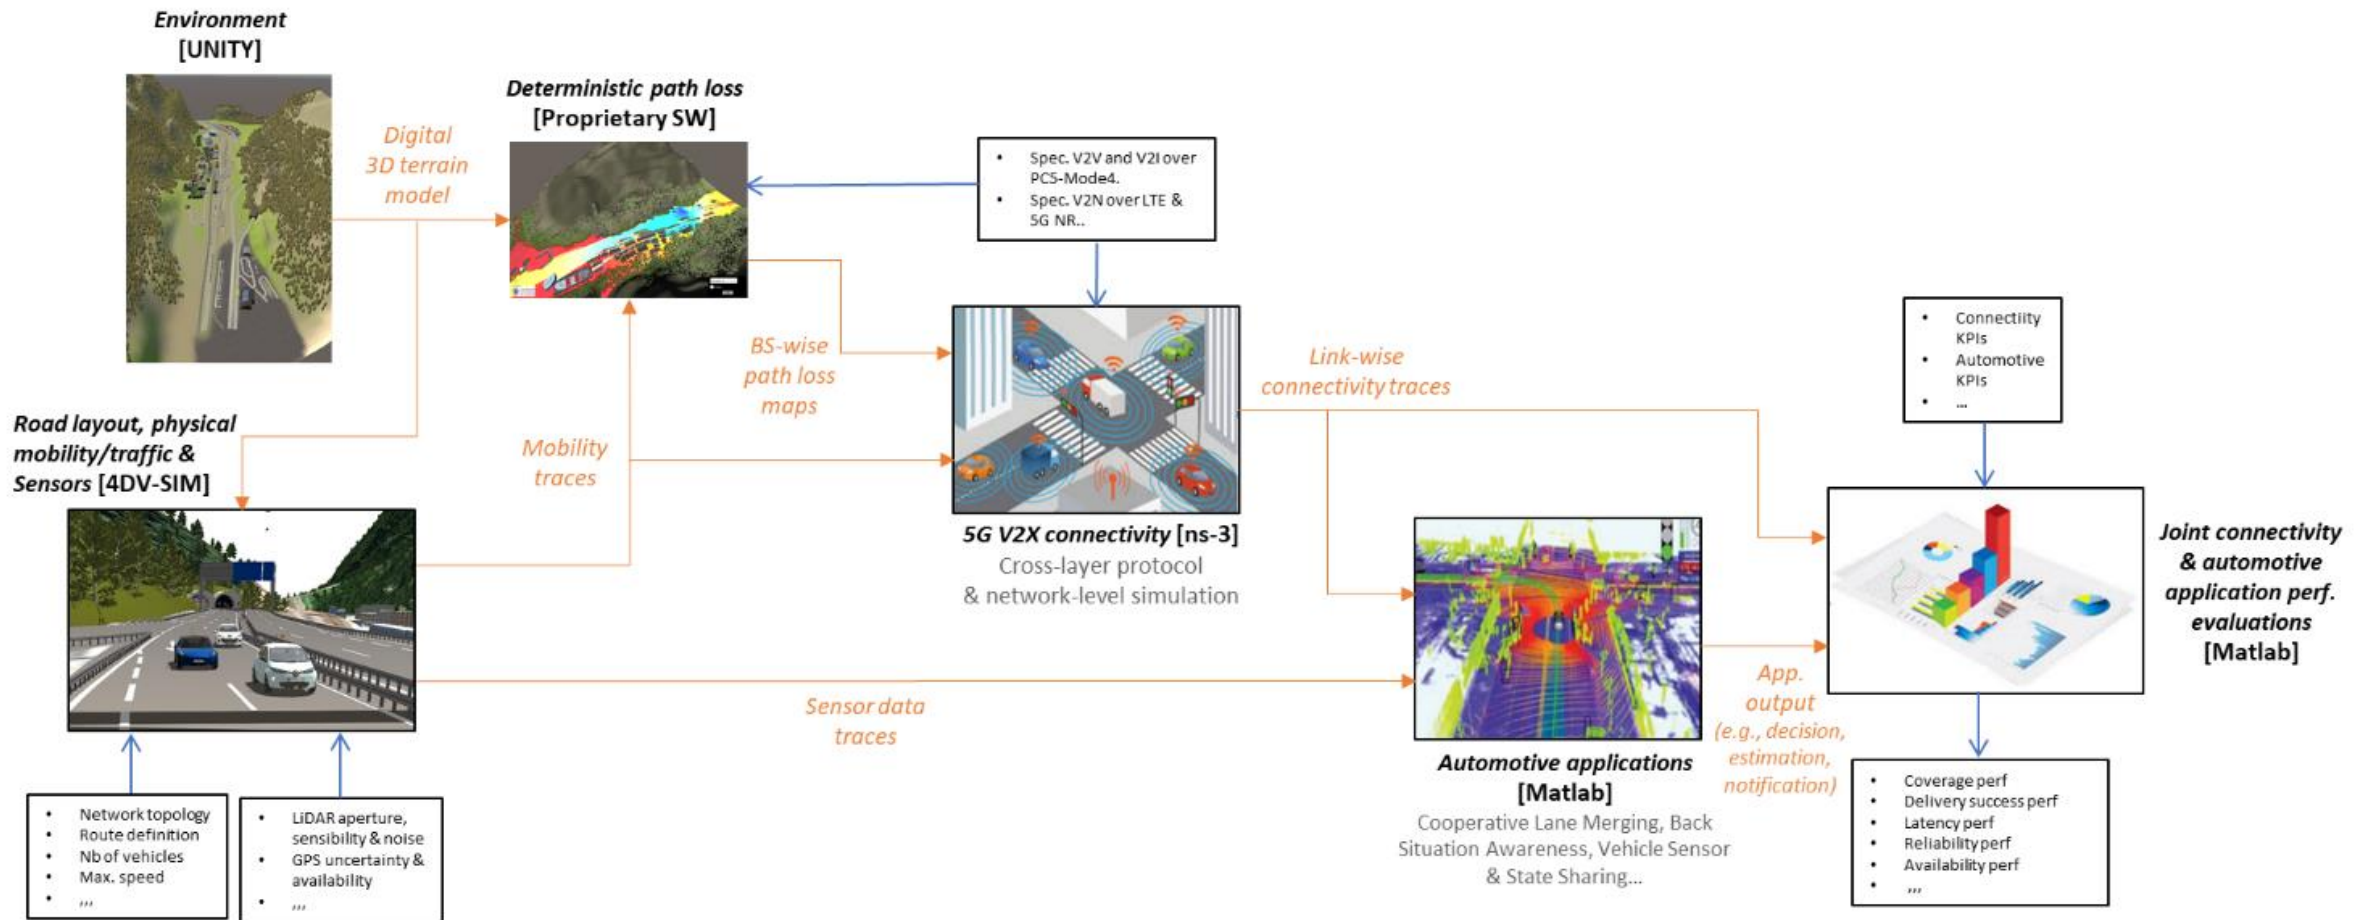 Environment
[UNITY]
Digital
3D terrain
model
Deterministic path loss
[Proprietary SW]
• Spec. V2V and V2I over
PC5-Mode4.
• Spec. V2N over LTE &
5G NR..
BS-wise
path loss
maps
Road layout, physical
mobility/traffic &
Sensors [4DV-SIM]
Mobility
traces
5G V2X connectivity [ns-3]
Cross-layer protocol
& network-level simulation
Link-wise
connectivity traces
• Connectiity
KPIs
• Automotive
KPIs
• ...
Joint connectivity
& automotive
application perf.
evaluations
[Matlab]
Sensor data
traces
App.
output
(e.g., decision,
estimation,
notification)
Automotive applications
[Matlab]
Cooperative Lane Merging, Back
Situation Awareness, Vehicle Sensor
& State Sharing...
• Network topology
• Route definition
• Nb of vehicles
• Max. speed
• ,,,
• LiDAR aperture,
sensibility & noise
• GPS uncertainty &
availability
• ,,,
• Coverage perf
• Delivery success perf
• Latency perf
• Reliability perf
• Availability perf
• ,,,